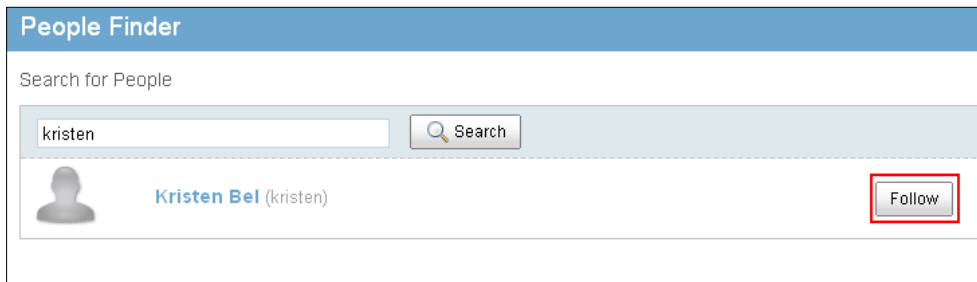 People Finder
Search for People
kristen
Search
Kristen Bel (kristen)
Follow